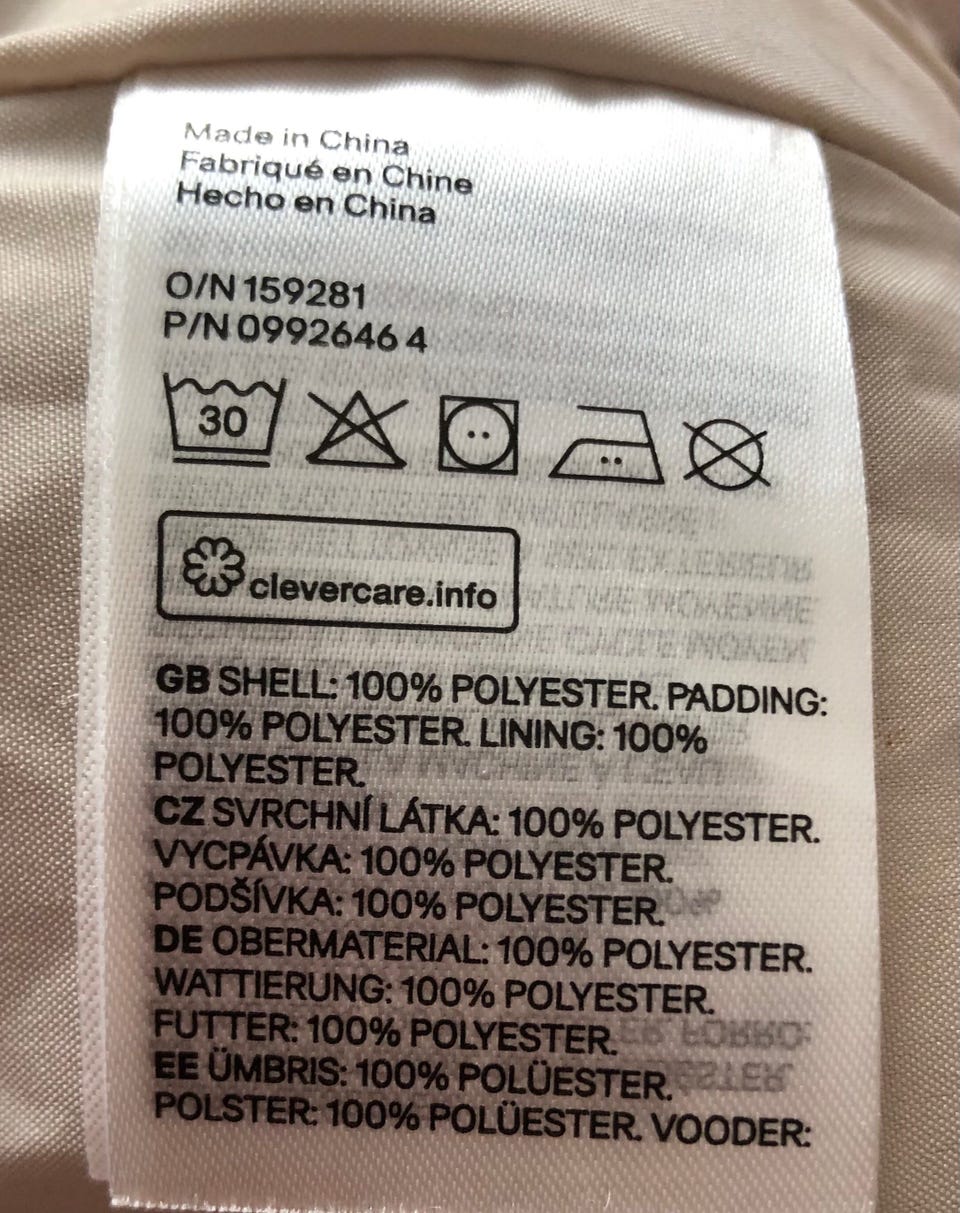 Made in China
Fabriqué en Chine
Hecho en China
O/N 159281
P/N 0992646 4
30
clevercare.info
GB SHELL: 100% POLYESTER. PADDING:
100% POLYESTER. LINING: 100%
POLYESTER.
CZ SVRCHNÍ LÁTKA: 100% POLYESTER.
VYCPÁVKA: 100% POLYESTER.
PODŠÍVKA: 100% POLYESTER.
DE OBERMATERIAL: 100% POLYESTER.
WATTIERUNG: 100% POLYESTER.
FUTTER: 100% POLYESTER.
EE ÜMBRIS: 100% POLÜESTER.
POLSTER: 100% POLÜESTER. VOODER: